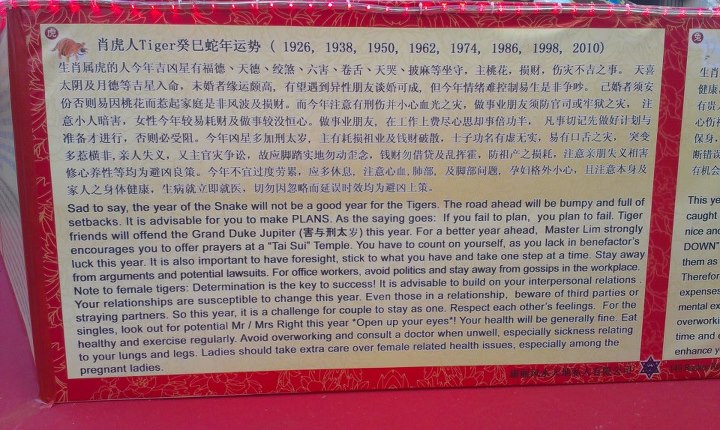 虎
肖虎人Tiger癸巳蛇年运势 ( 1926, 1938, 1950, 1962, 1974, 1986, 1998, 2010)
生肖属虎的人今年吉凶星有福德、天德、绞煞、六害、卷舌、天哭、披麻等坐守，主桃花，损财，伤灾不吉之事。 天喜
太阴及月德等吉星入命，未婚者缘运颇高， 有望遇到异性朋友谈婚可成，但今年情绪难控制易生是非争吵。 已婚者须安
份否则易因桃花而惹起家庭是非风波及损财。而今年注意有刑伤并小心血光之灾，做事业朋友须防官司或牢狱之灾， 注
意小人暗害，女性今年较易耗财及做事较没恒心。做事业朋友，在工作上费尽心思却事倍功半， 凡事切记先做好计划与
准备才进行，否则必受阻。今年凶星多加刑太岁，主有耗损祖业及钱财破散，士子功名有虚无实，易有口舌之灾， 突变
多惹横非，亲人失义，又主官灾争讼，故应脚踏实地勿动歪念，钱财勿借贷及乱挥霍，防祖产之损耗，注意亲朋失义相害
修心养性等均为避凶良策。今年不宜过度劳累，应多休息，注意心血，肺部，及脚部问题，孕妇格外小心，且注意本身及
家人之身体健康，生病就立即就医，切勿因忽略而延误时效均为避凶上策。
Sad to say, the year of the Snake will not be a good year for the Tigers. The road ahead will be bumpy and full of
setbacks. It is advisable for you to make PLANS. As the saying goes: If you fail to plan, you plan to fail. Tiger
friends will offend the Grand Duke Jupiter (害与刑太岁) this year. For a better year ahead, Master Lim strongly
encourages you to offer prayers at a "Tai Sui" Temple. You have to count on yourself, as you lack in benefactor's
luck this year. It is also important to have foresight, stick to what you have and take one step at a time. Stay away
from arguments and potential lawsuits. For office workers, avoid politics and stay away from gossips in the workplace.
Note to female tigers: Determination is the key to success! It is advisable to build on your interpersonal relations .
Your relationships are susceptible to change this year. Even those in a relationship, beware of third parties or
straying partners. So this year, it is a challenge for couple to stay as one. Respect each other's feelings. For the
singles, look out for potential Mr / Mrs Right this year *Open up your eyes*! Your health will be generally fine. Eat
healthy and exercise regularly. Avoid overworking and consult a doctor when unwell, especially sickness relating
to your lungs and legs. Ladies should take extra care over female related health issues, especially among the
pregnant ladies.
兔
This ye
caught
nice and
DOWN"
them as
Therefor
expenses
mental ex
overworki
time and e
enhance y